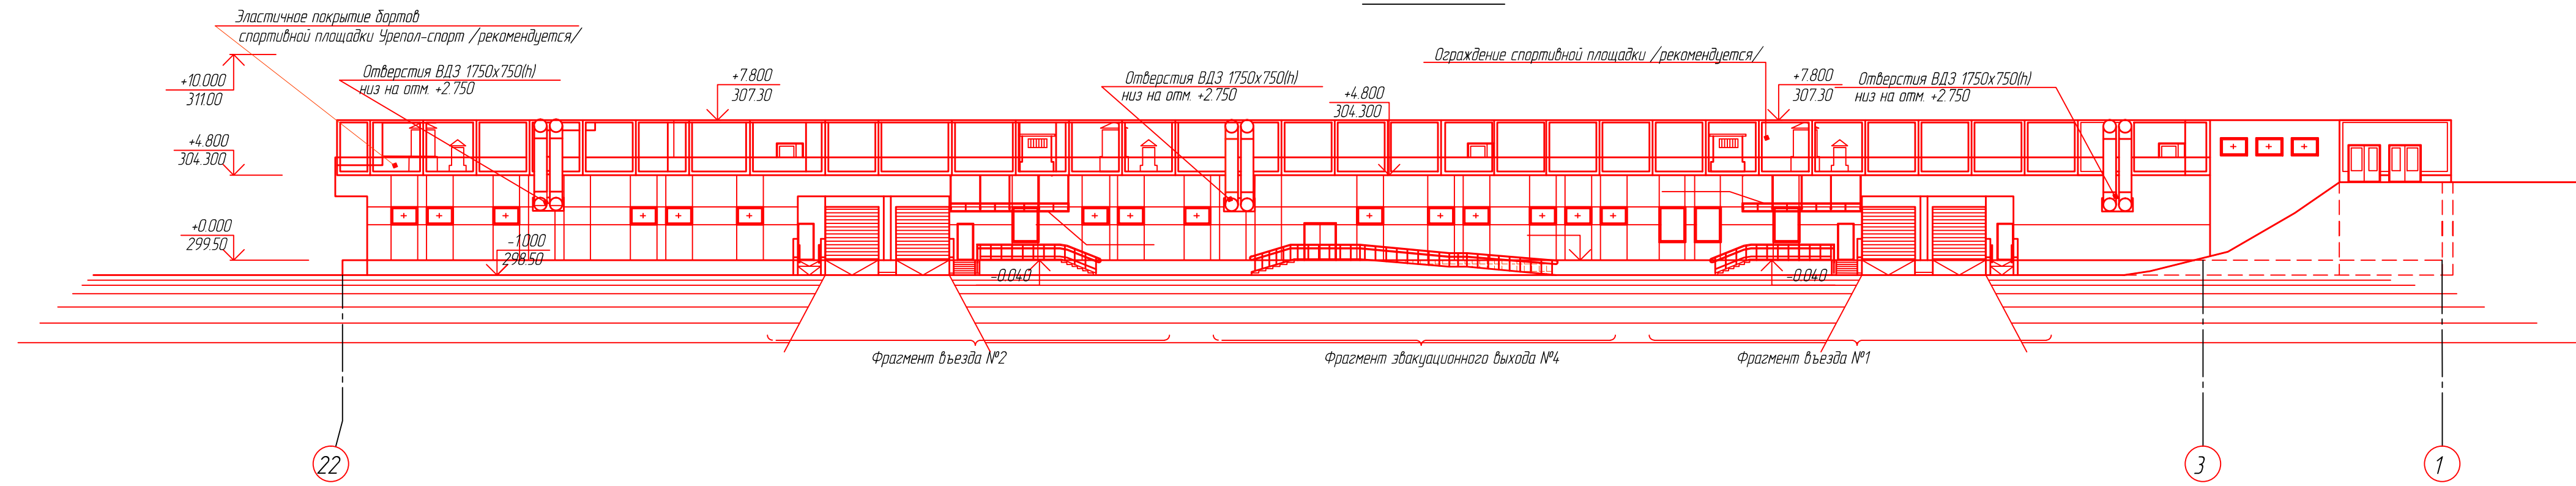 Эластичное покрытие бортов
спортивной площадки Урепол-спорт /рекомендуется/
+10.000
311.00
Отверстия ВДЗ 1750х750(h)
низ на отм. +2.750
+7.800
307.30
Отверстия ВДЗ 1750х750(h)
низ на отм. +2.750
+4.800
304.300
Ограждение спортивной площадки /рекомендуется/
+7.800
307.30
Отверстия ВДЗ 1750х750(h)
низ на отм. +2.750
+4.800
304.300
+0.000
299.50
-1.000
298.50
-0.040
-0.040
Фрагмент въезда №2
Фрагмент эвакуационного выхода №4
Фрагмент въезда №1
22
3
1